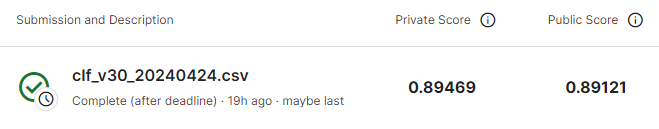 Submission and Description Private Score Public Score
clf_v30_20240424.csv
Complete (after deadline) · 19h ago · maybe last
0.89469 0.89121